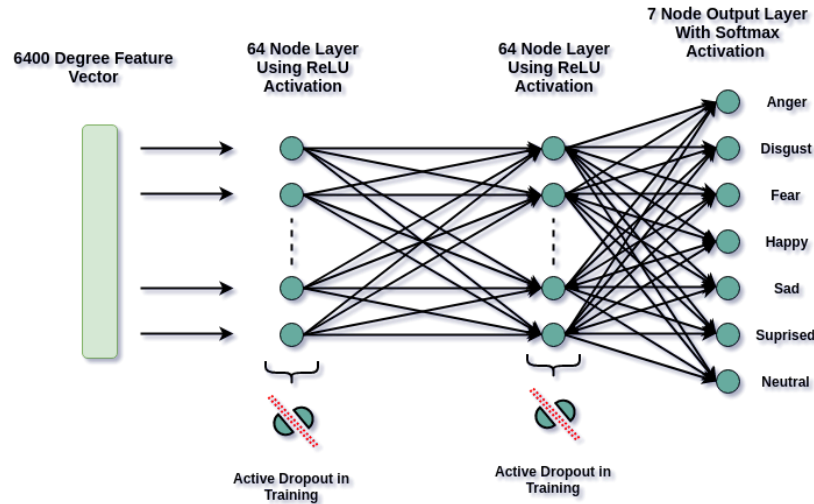 6400 Degree Feature
Vector
64 Node Layer
Using ReLU
Activation
64 Node Layer
Using ReLU
Activation
7 Node Output Layer
With Softmax
Activation
Anger
Disgust
Fear
Happy
Sad
Suprised
Neutral
Active Dropout in
Training
Active Dropout in
Training